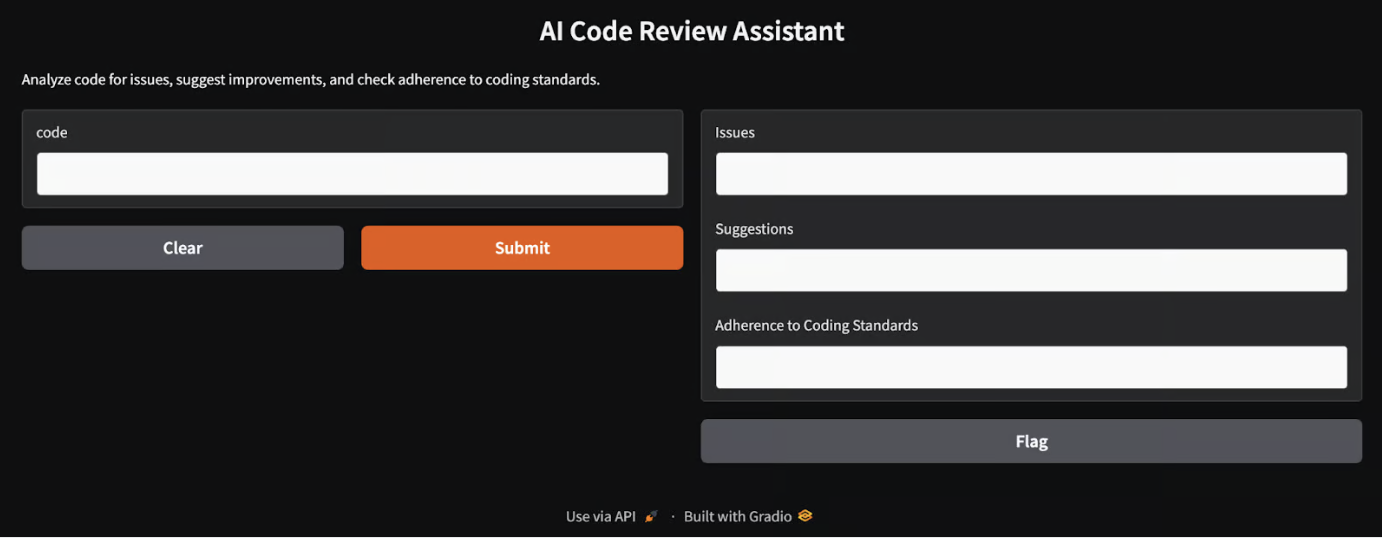 AI Code Review Assistant
Analyze code for issues, suggest improvements, and check adherence to coding standards.
code
Clear
Submit
Issues
Suggestions
Adherence to Coding Standards
Flag
Use via API 🚀 · Built with Gradio